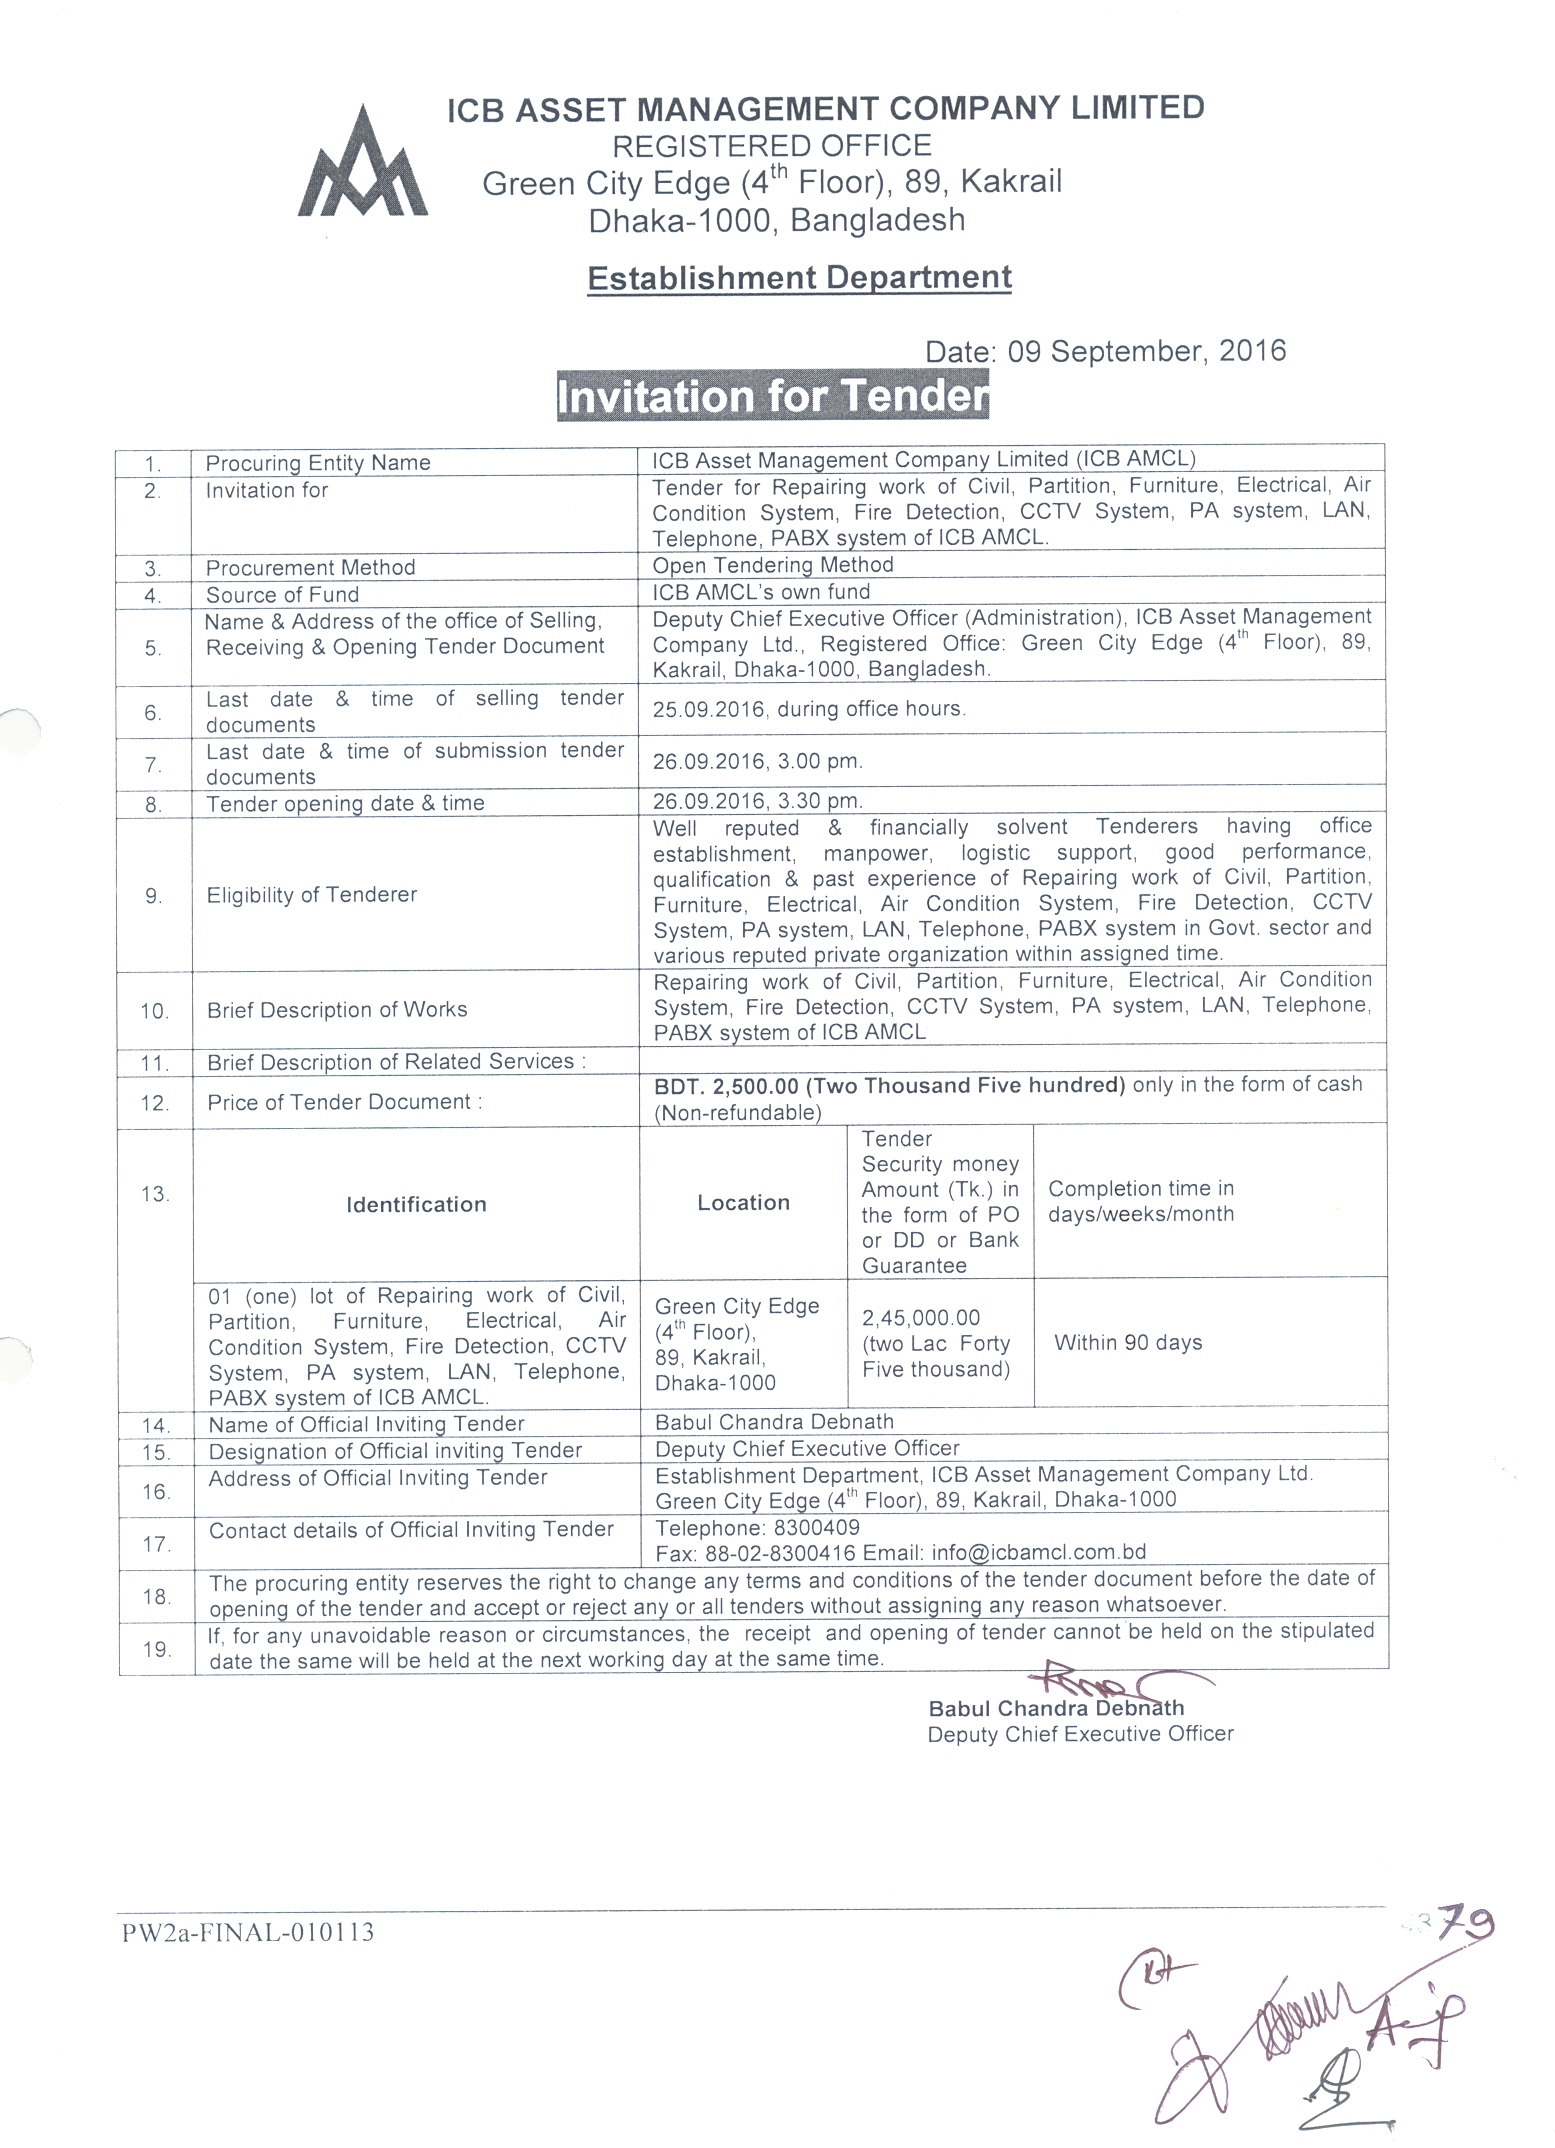 ICB ASSET MANAGEMENT COMPANY LIMITED
REGISTERED OFFICE
Green City Edge (4th Floor), 89, Kakrail
Dhaka-1000, Bangladesh
Establishment Department
Date: 09 September, 2016
Invitation for Tender
1. Procuring Entity Name ICB Asset Management Company Limited (ICB AMCL)
2. Invitation for Tender for Repairing work of Civil, Partition, Furniture, Electrical, Air
Condition System, Fire Detection, CCTV System, PA system, LAN,
Telephone, PABX system of ICB AMCL.
3. Procurement Method Open Tendering Method
4. Source of Fund ICB AMCL's own fund
5. Name & Address of the office of Selling,
Receiving & Opening Tender Document
Deputy Chief Executive Officer (Administration), ICB Asset Management
Company Ltd., Registered Office: Green City Edge (4th Floor), 89,
Kakrail, Dhaka-1000, Bangladesh.
6. Last date & time of selling tender
documents
25.09.2016, during office hours.
7. Last date & time of submission tender
documents
26.09.2016, 3.00 pm.
8. Tender opening date & time 26.09.2016, 3.30 pm.
9. Eligibility of Tenderer
Well reputed & financially solvent Tenderers having office
establishment, manpower, logistic support, good performance,
qualification & past experience of Repairing work of Civil, Partition,
Furniture, Electrical, Air Condition System, Fire Detection, CCTV
System, PA system, LAN, Telephone, PABX system in Govt. sector and
various reputed private organization within assigned time.
10. Brief Description of Works
Repairing work of Civil, Partition, Furniture, Electrical, Air Condition
System, Fire Detection, CCTV System, PA system, LAN, Telephone,
PABX system of ICB AMCL
11. Brief Description of Related Services :
12. Price of Tender Document :
BDT. 2,500.00 (Two Thousand Five hundred) only in the form of cash
(Non-refundable)
13.
Identification
Location
Tender
Security money
Amount (Tk.) in
the form of PO
or DD or Bank
Guarantee
Completion time in
days/weeks/month
01 (one) lot of Repairing work of Civil,
Partition, Furniture, Electrical, Air
Condition System, Fire Detection, CCTV
System, PA system, LAN, Telephone,
PABX system of ICB AMCL.
Green City Edge
(4th Floor),
89, Kakrail,
Dhaka-1000
2,45,000.00
(two Lac Forty
Five thousand)
Within 90 days
14. Name of Official Inviting Tender Babul Chandra Debnath
15. Designation of Official inviting Tender Deputy Chief Executive Officer
16. Address of Official Inviting Tender
Establishment Department, ICB Asset Management Company Ltd.
Green City Edge (4th Floor), 89, Kakrail, Dhaka-1000
17. Contact details of Official Inviting Tender
Telephone: 8300409
Fax: 88-02-8300416 Email: info@icbamcl.com.bd
18. The procuring entity reserves the right to change any terms and conditions of the tender document before the date of
opening of the tender and accept or reject any or all tenders without assigning any reason whatsoever.
19. If, for any unavoidable reason or circumstances, the receipt and opening of tender cannot be held on the stipulated
date the same will be held at the next working day at the same time.
Babul Chandra Debnath
Deputy Chief Executive Officer
PW2a-FINAL-010113
79